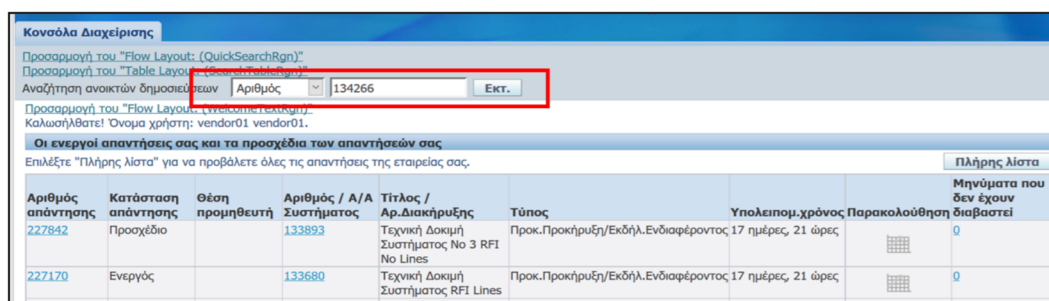 Κονσόλα Διαχείρισης
Προσαρμογή του "Flow Layout: (QuickSearchRgn)"
Προσαρμογή του "Table Layout: (SearchTableRgn)"
Αναζήτηση ανοικτών δημοσιεύσεων Αριθμός 134266 Εκτ.
Προσαρμογή του "Flow Layout: (WelcomeTextRgn)"
Καλωσήλθατε! Όνομα χρήστη: vendor01 vendor01.
Οι ενεργοί απαντήσεις σας και τα προσχέδια των απαντήσεών σας
Επιλέξτε "Πλήρης λίστα" για να προβάλετε όλες τις απαντήσεις της εταιρείας σας. Πλήρης λίστα
Αριθμός απάντησης Κατάσταση απάντησης Θέση προμηθευτή Αριθμός / Α/Α Συστήματος Τίτλος / Αρ.Διακήρυξης Τύπος Υπολειπομ.χρόνος Παρακολούθηση Μηνύματα που δεν έχουν διαβαστεί
227842 Προσχέδιο 133893 Τεχνική Δοκιμή Συστήματος No 3 RFI No Lines Προκ.Προκήρυξη/Εκδήλ.Ενδιαφέροντος 17 ημέρες, 21 ώρες 0
227170 Ενεργός 133680 Τεχνική Δοκιμή Συστήματος RFI Lines Προκ.Προκήρυξη/Εκδήλ.Ενδιαφέροντος 17 ημέρες, 21 ώρες 0